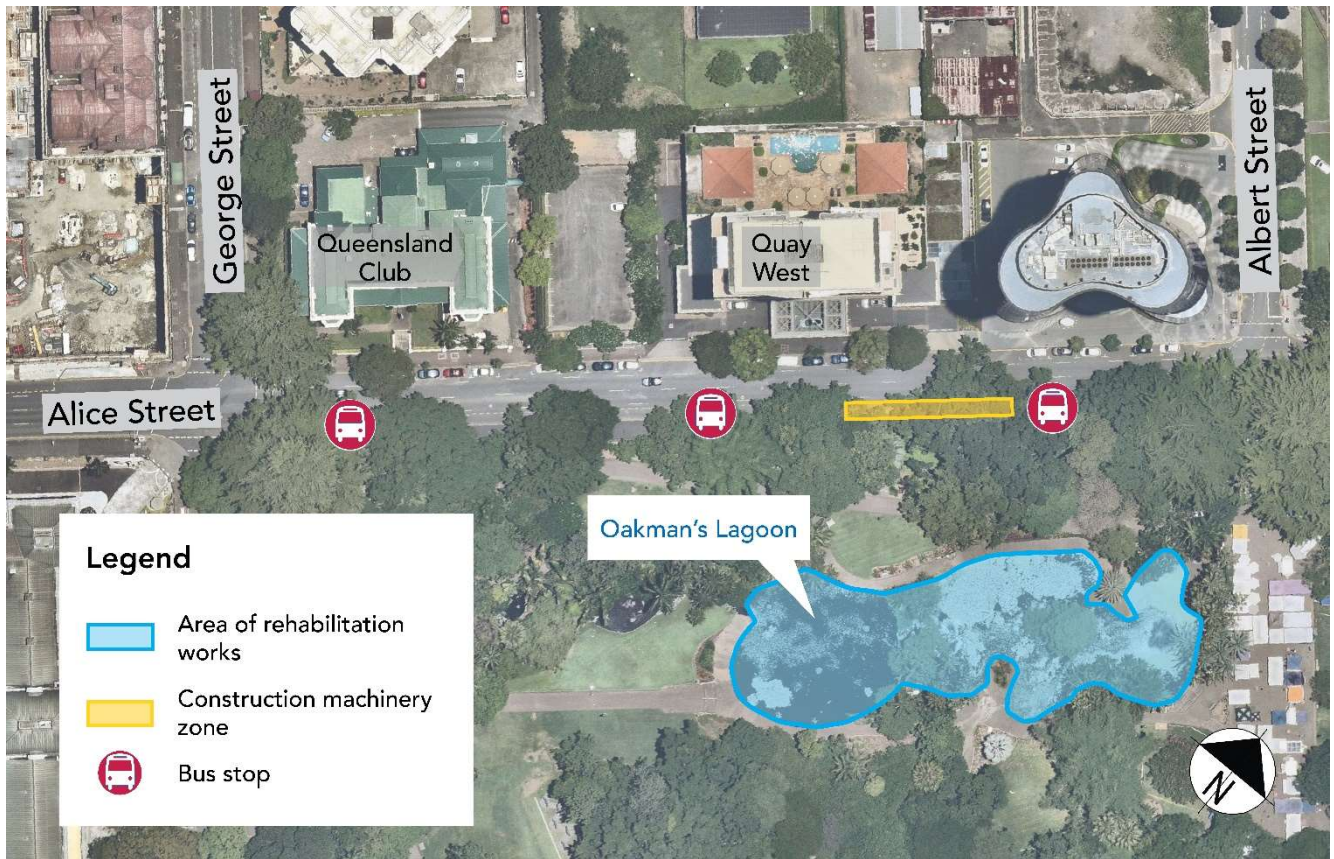 George Street
Queensland
Club
Quay
West
Albert Street
Alice Street
Oakman's Lagoon
Legend
Area of rehabilitation
works
Construction machinery
zone
Bus stop
N